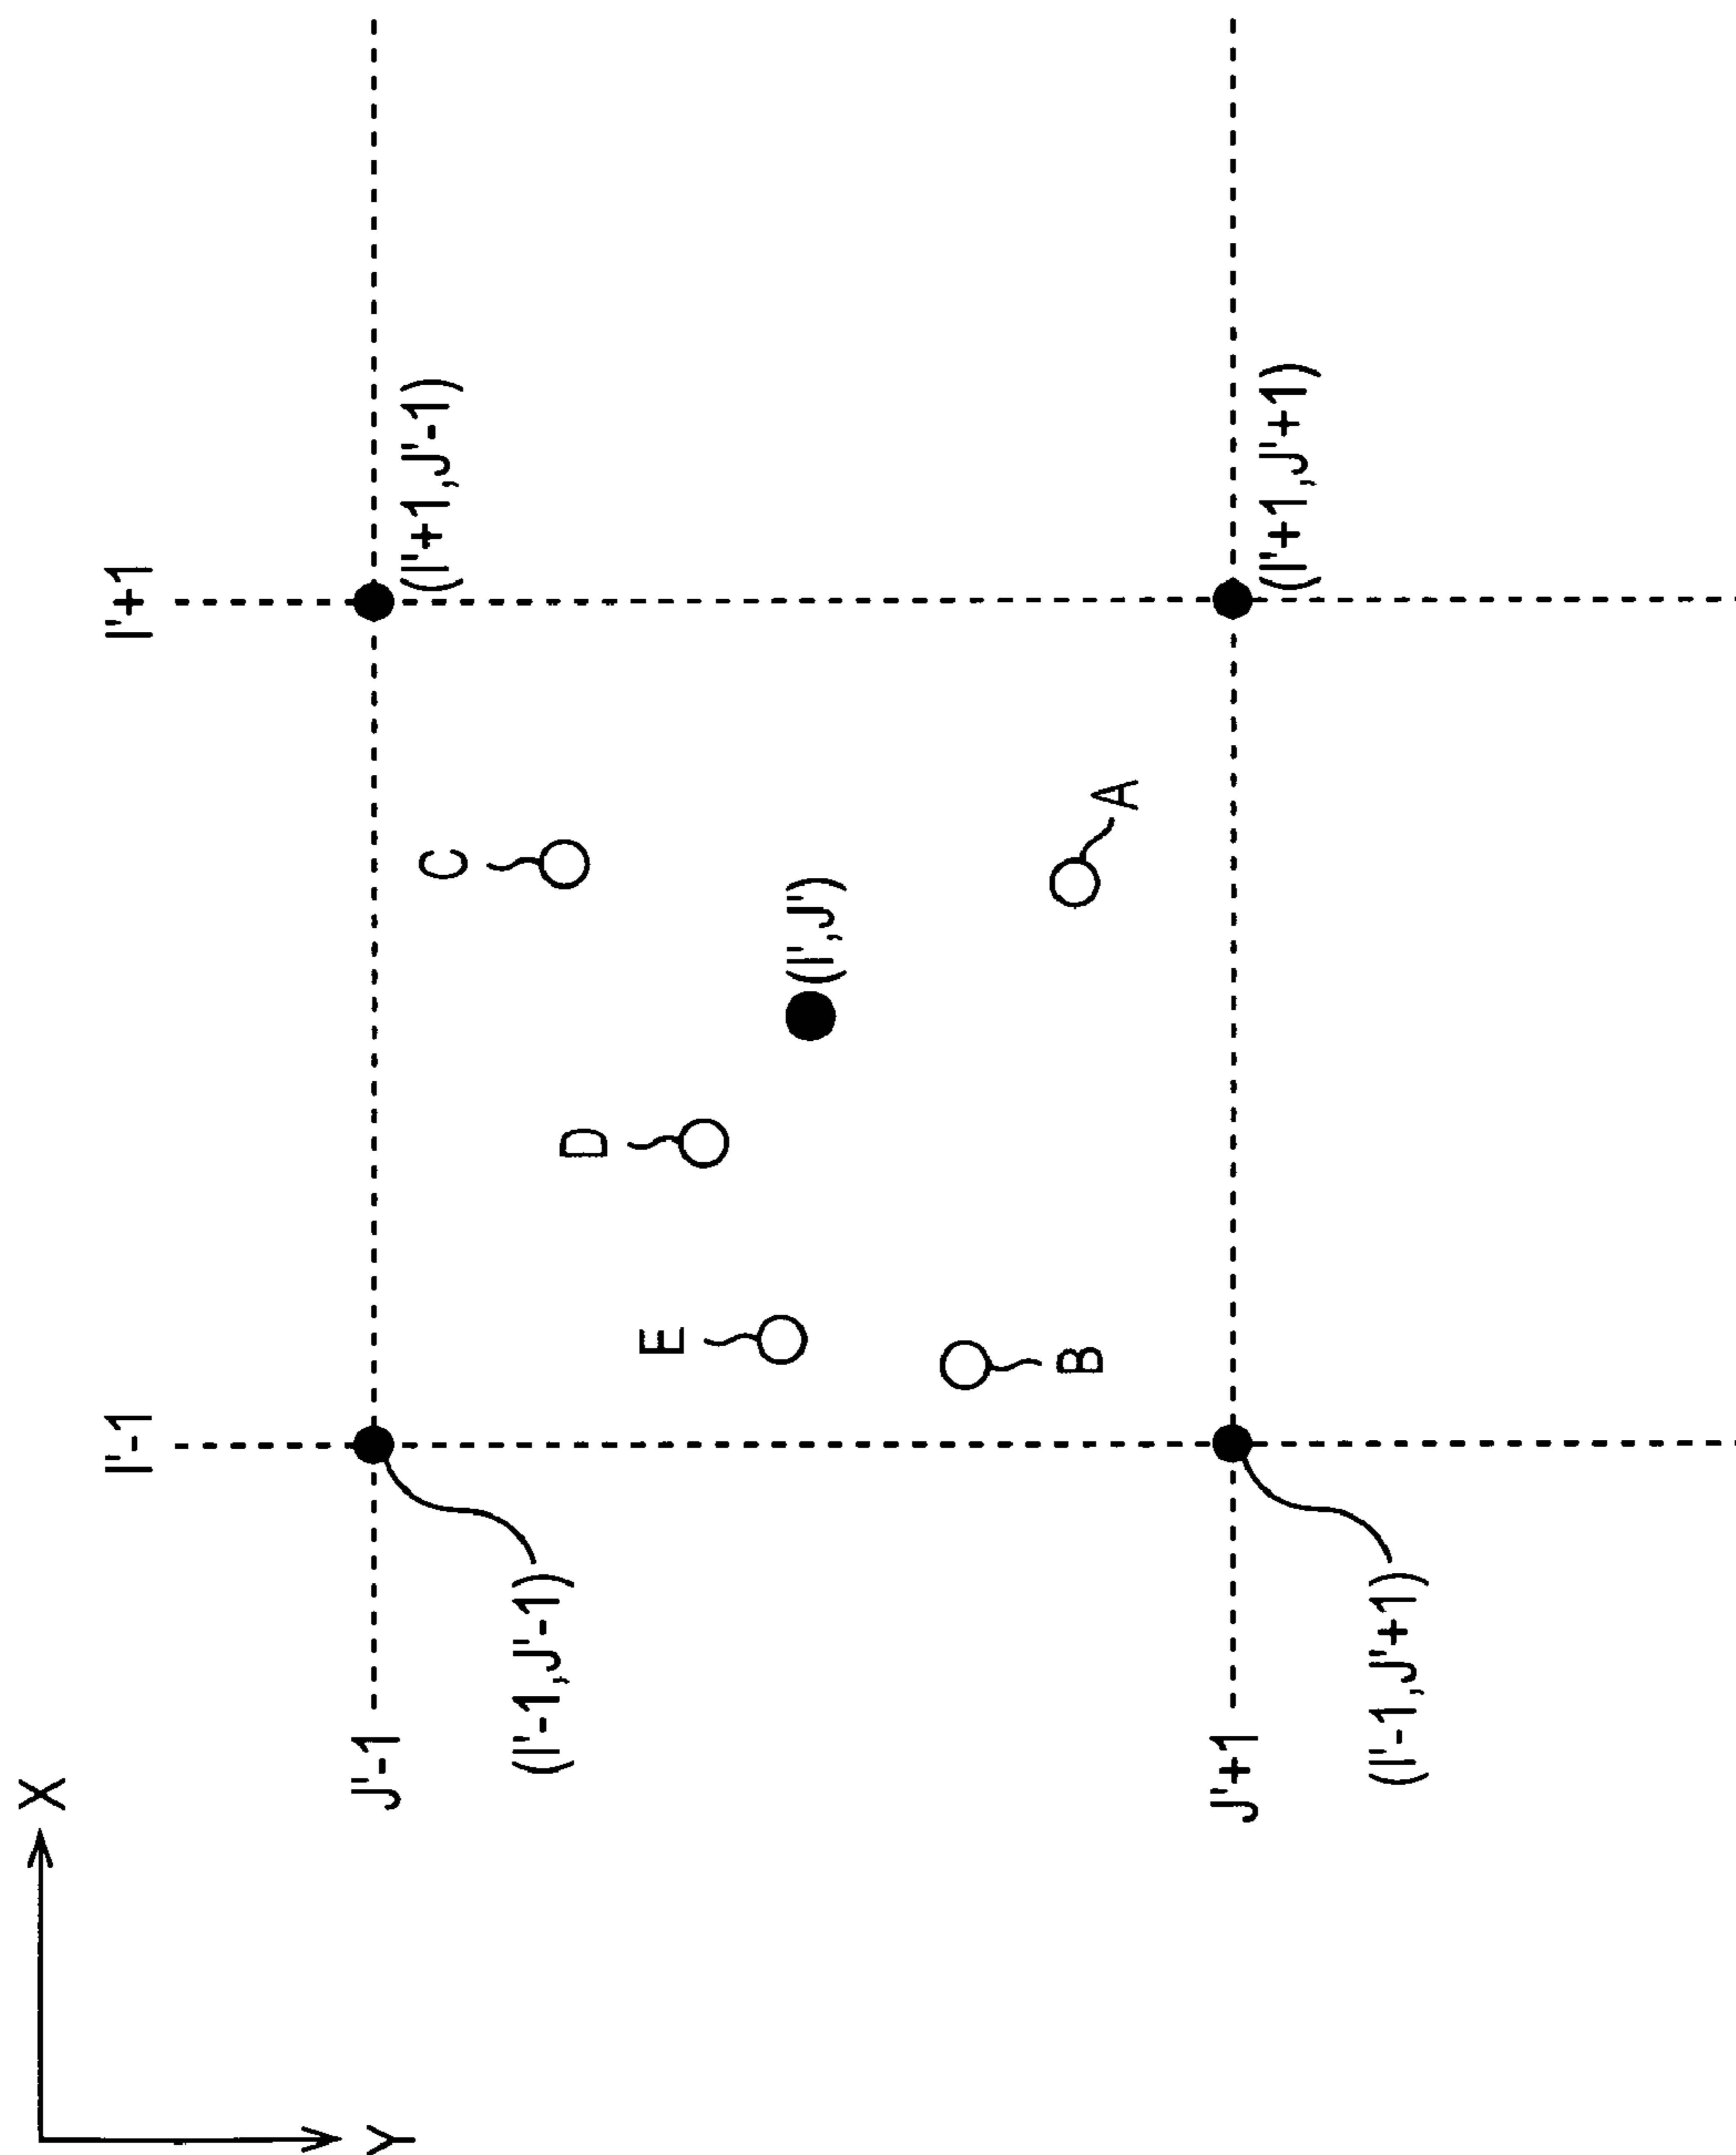 X
Y
I'-1
I'+1
J'-1
(I'-1,J'-1)
(I'+1,J'-1)
C
D
E
(I',J')
B
A
J'+1
(I'-1,J'+1)
(I'+1,J'+1)